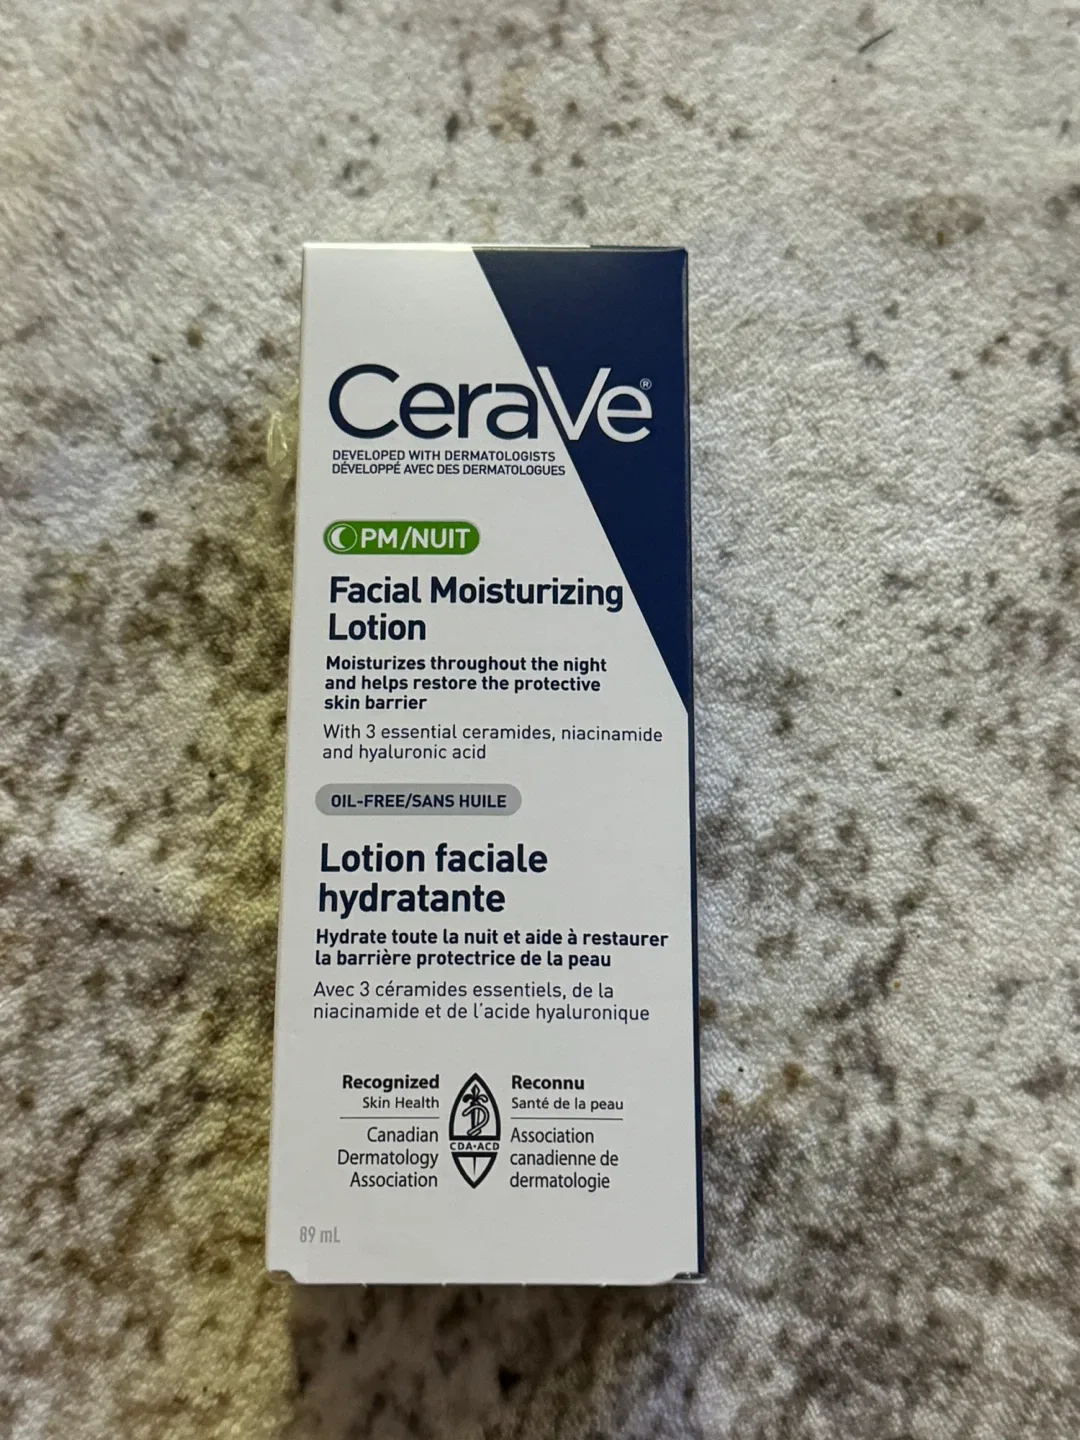 CeraVe®
DEVELOPED WITH DERMATOLOGISTS
DÉVELOPPÉ AVEC DES DERMATOLOGUES
PM/NUIT
Facial Moisturizing
Lotion
Moisturizes throughout the night
and helps restore the protective
skin barrier
With 3 essential ceramides, niacinamide
and hyaluronic acid
OIL-FREE/SANS HUILE
Lotion faciale
hydratante
Hydrate toute la nuit et aide à restaurer
la barrière protectrice de la peau
Avec 3 céramides essentiels, de la
niacinamide et de l'acide hyaluronique
Recognized
Skin Health
Canadian
Dermatology
Association
CDA·ACD
Reconnu
Santé de la peau
Association
canadienne de
dermatologie
89 mL